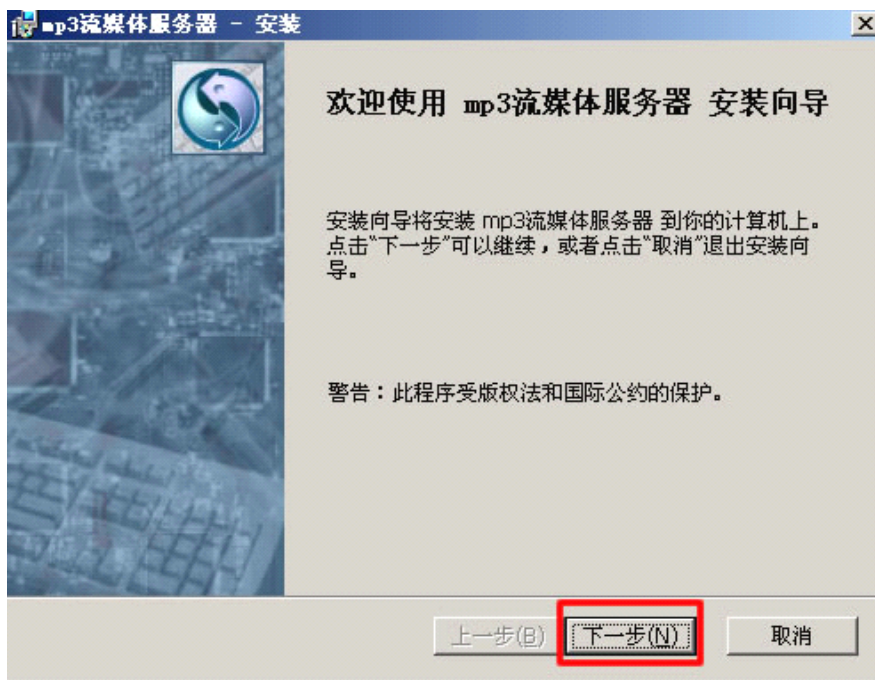 mp3流媒体服务器 - 安装
欢迎使用 mp3流媒体服务器 安装向导
安装向导将安装 mp3流媒体服务器 到你的计算机上。
点击"下一步"可以继续，或者点击"取消"退出安装向
导。
警告：此程序受版权法和国际公约的保护。
上一步(B) 下一步(N) 取消